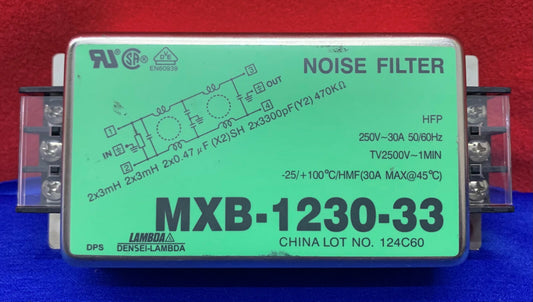 NOISE FILTER
EN60939
HFP
250V~30A 50/60Hz
TV2500V~1MIN
-25/+100℃/HMF(30A MAX@45℃)
1
IN
2
3
OUT
4
2x3mH 2x3mH 2x0.47μF(X2)SH 2x3300pF(Y2) 470KΩ
MXB-1230-33
LAMBDA
DENSEI-LAMBDA
CHINA LOT NO. 124C60
DPS